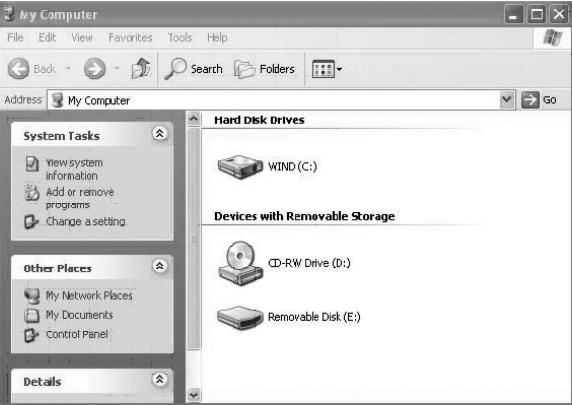 My Computer
File Edit View Favorites Tools Help
Back Search Folders
Address My Computer Go
System Tasks
View system
information
Add or remove
programs
Change a setting
Other Places
My Network Places
My Documents
Control Panel
Details
Hard Disk Drives
WIND (C:)
Devices with Removable Storage
CD-RW Drive (D:)
Removable Disk (E:)